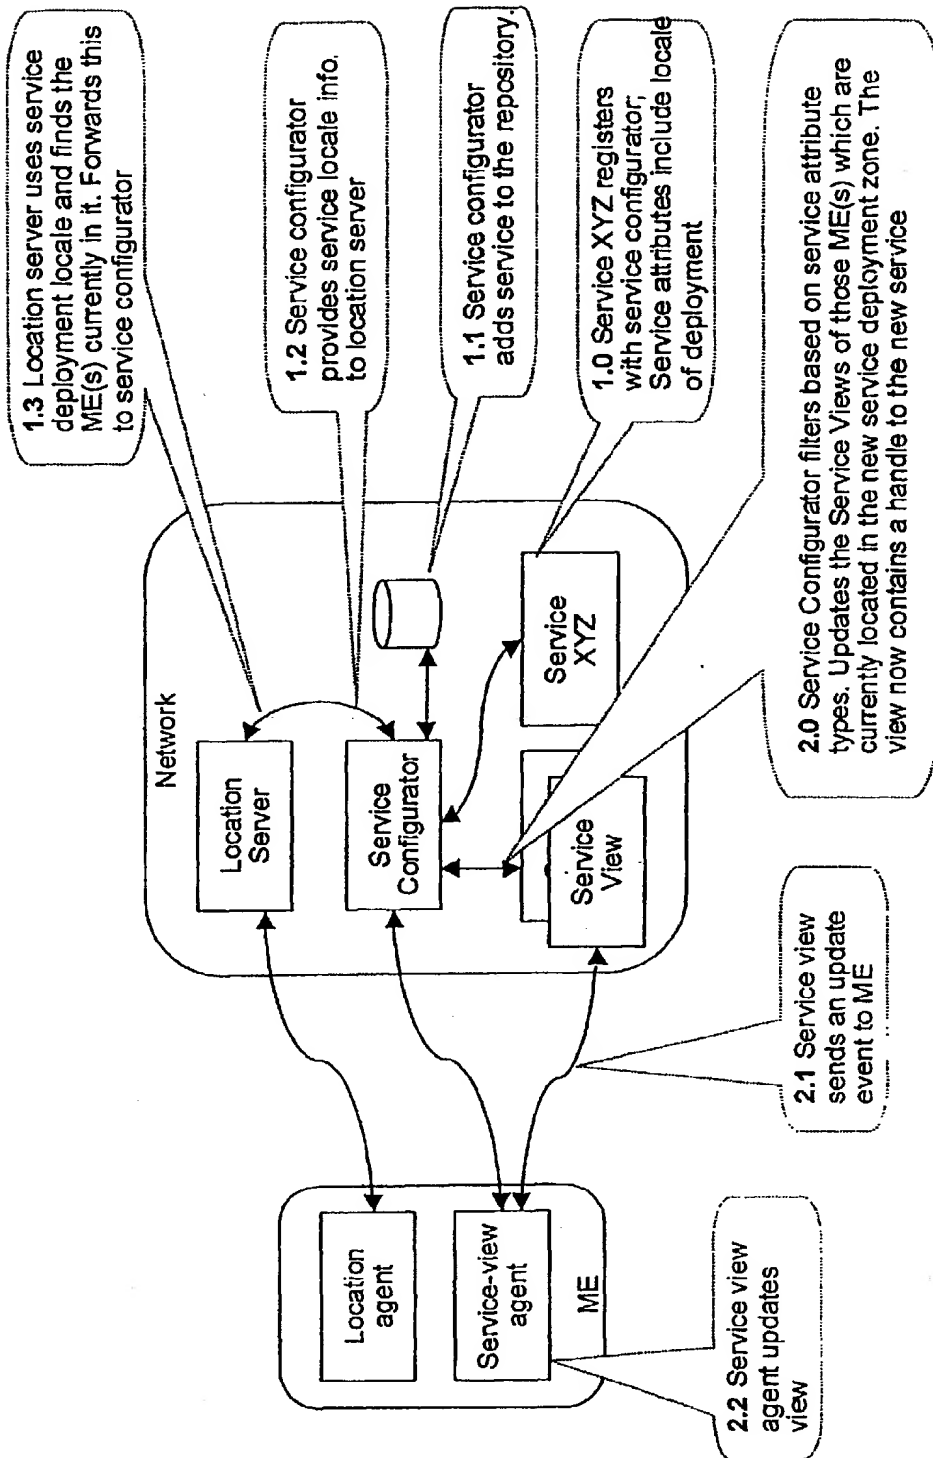 1.3 Location server uses service
deployment locale and finds the
ME(s) currently in it. Forwards this
to service configurator
1.2 Service configurator
provides service locale info.
to location server
1.1 Service configurator
adds service to the repository.
1.0 Service XYZ registers
with service configurator;
Service attributes include locale
of deployment
2.0 Service Configurator filters based on service attribute
types. Updates the Service Views of those ME(s) which are
currently located in the new service deployment zone. The
view now contains a handle to the new service
Network
Location
Server
Service
Configurator
Service
XYZ
Service
View
2.1 Service view
sends an update
event to ME
Location
agent
Service-view
agent
ME
2.2 Service view
agent updates
view